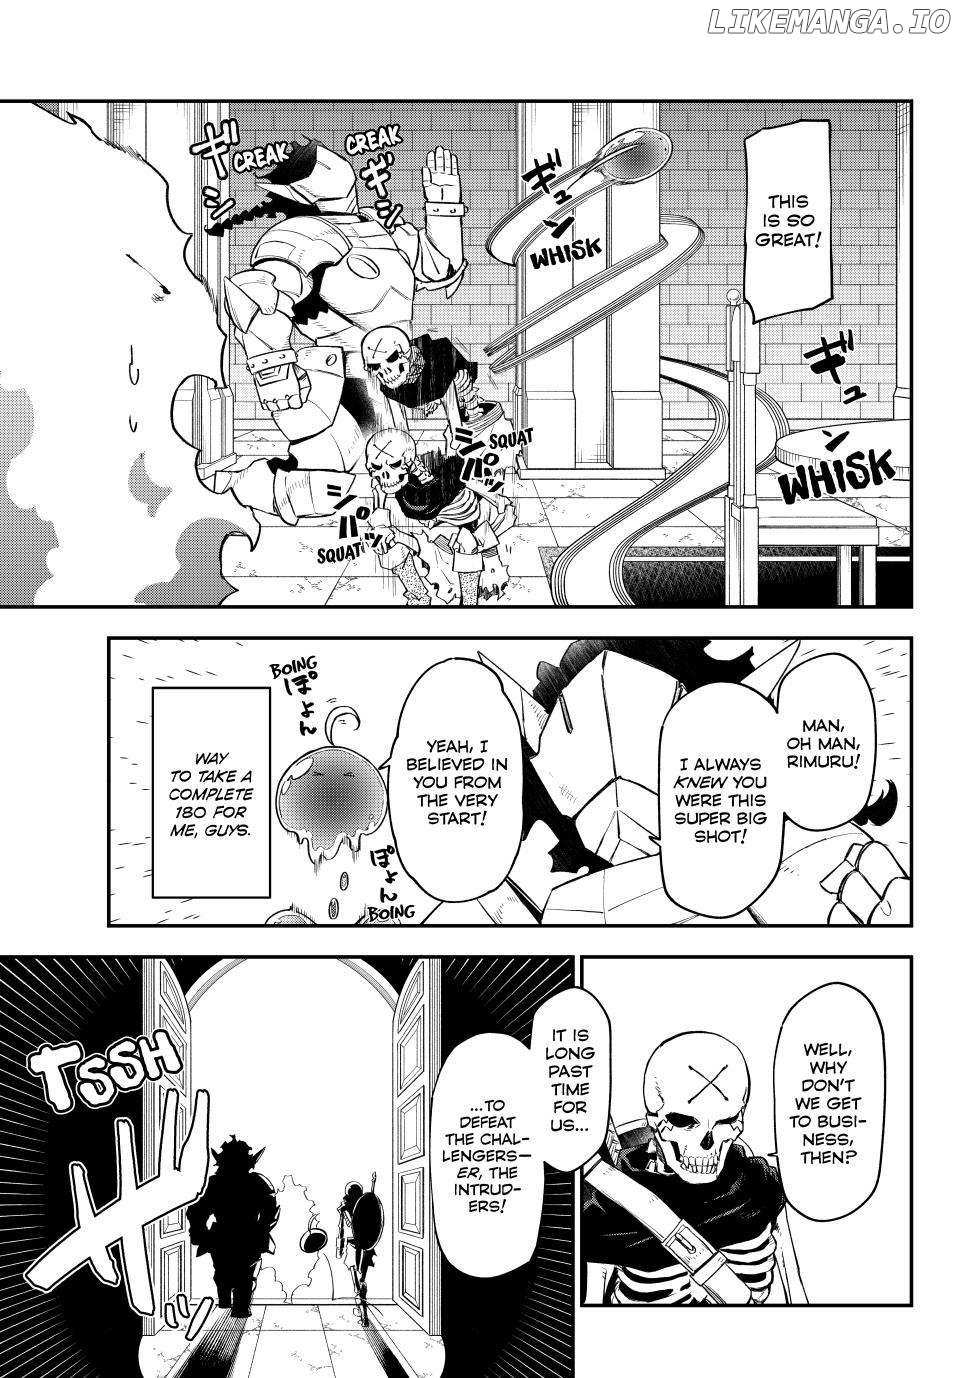 LIKEMANGA.IO
THIS
IS SO
GREAT!
ギュン
WHISK
ギュン
WHISK
CREAK
ギシ
CREAK
ギシ
シパッ
SQUAT
シパッ
SQUAT
MAN,
OH MAN,
RIMURU!
I ALWAYS
KNEW YOU
WERE THIS
SUPER BIG
SHOT!
YEAH, I
BELIEVED IN
YOU FROM
THE VERY
START!
BOING
ぽよん
ぽよん
BOING
WAY
TO TAKE A
COMPLETE
180 FOR
ME, GUYS.
WELL,
WHY
DON'T
WE GET
TO BUSI-
NESS,
THEN?
IT IS
LONG
PAST
TIME
FOR
US...
...TO
DEFEAT
THE CHAL-
LENGERS—
ER, THE
INTRUD-
ERS!
TSSH
ザッ